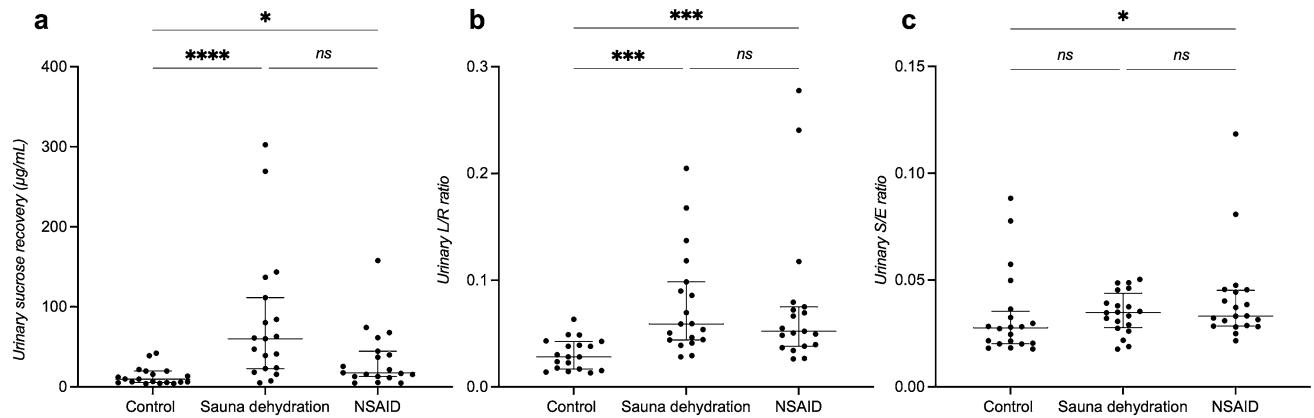 a
*
****
ns
Urinary sucrose recovery (µg/mL)
400
300
200
100
0
Control
Sauna dehydration
NSAID
b
***
***
ns
Urinary L/R ratio
0.3
0.2
0.1
0.0
Control
Sauna dehydration
NSAID
c
*
ns
ns
Urinary S/E ratio
0.15
0.10
0.05
0.00
Control
Sauna dehydration
NSAID